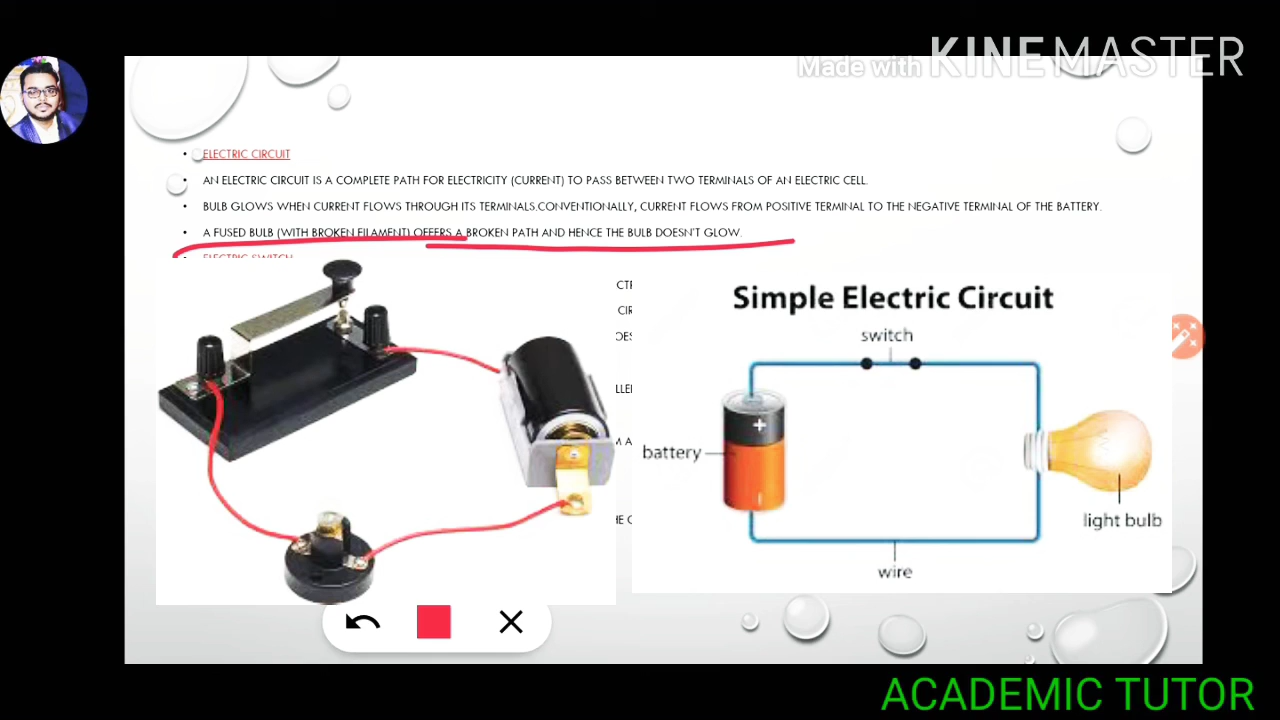 Made with KINEMASTER
• ELECTRIC CIRCUIT
• AN ELECTRIC CIRCUIT IS A COMPLETE PATH FOR ELECTRICITY (CURRENT) TO PASS BETWEEN TWO TERMINALS OF AN ELECTRIC CELL.
• BULB GLOWS WHEN CURRENT FLOWS THROUGH ITS TERMINALS.CONVENTIONALLY, CURRENT FLOWS FROM POSITIVE TERMINAL TO THE NEGATIVE TERMINAL OF THE BATTERY.
• A FUSED BULB (WITH BROKEN FILAMENT) OFFERS A BROKEN PATH AND HENCE THE BULB DOESN'T GLOW.
• ELECTRIC SWITCH
Simple Electric Circuit
switch
+
battery
light bulb
wire
ACADEMIC TUTOR